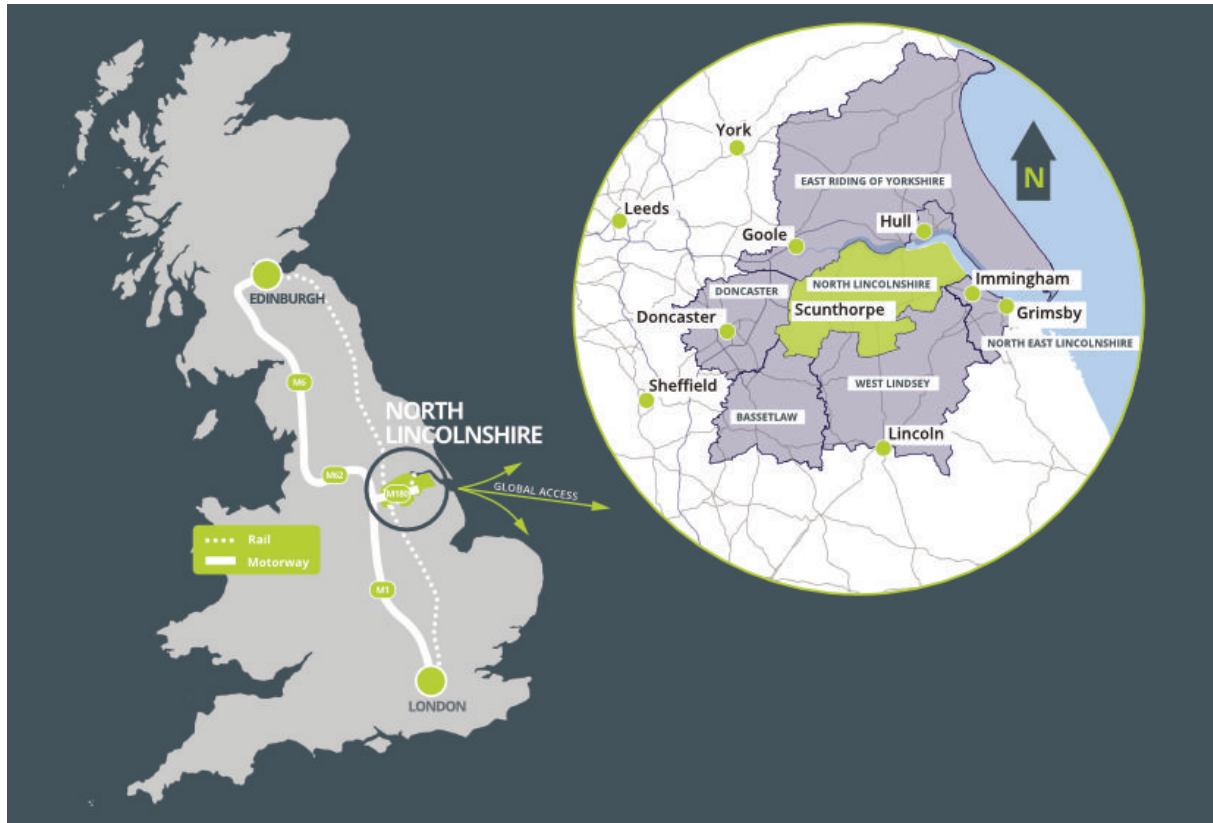 EDINBURGH
M6
NORTH
LINCOLNSHIRE
M62
M180
GLOBAL ACCESS
Rail
Motorway
M1
LONDON
York
N
EAST RIDING OF YORKSHIRE
Leeds
Hull
Goole
Immingham
NORTH LINCOLNSHIRE
DONCASTER
Scunthorpe
Grimsby
Doncaster
NORTH EAST LINCOLNSHIRE
Sheffield
WEST LINDSEY
BASSETLAW
Lincoln